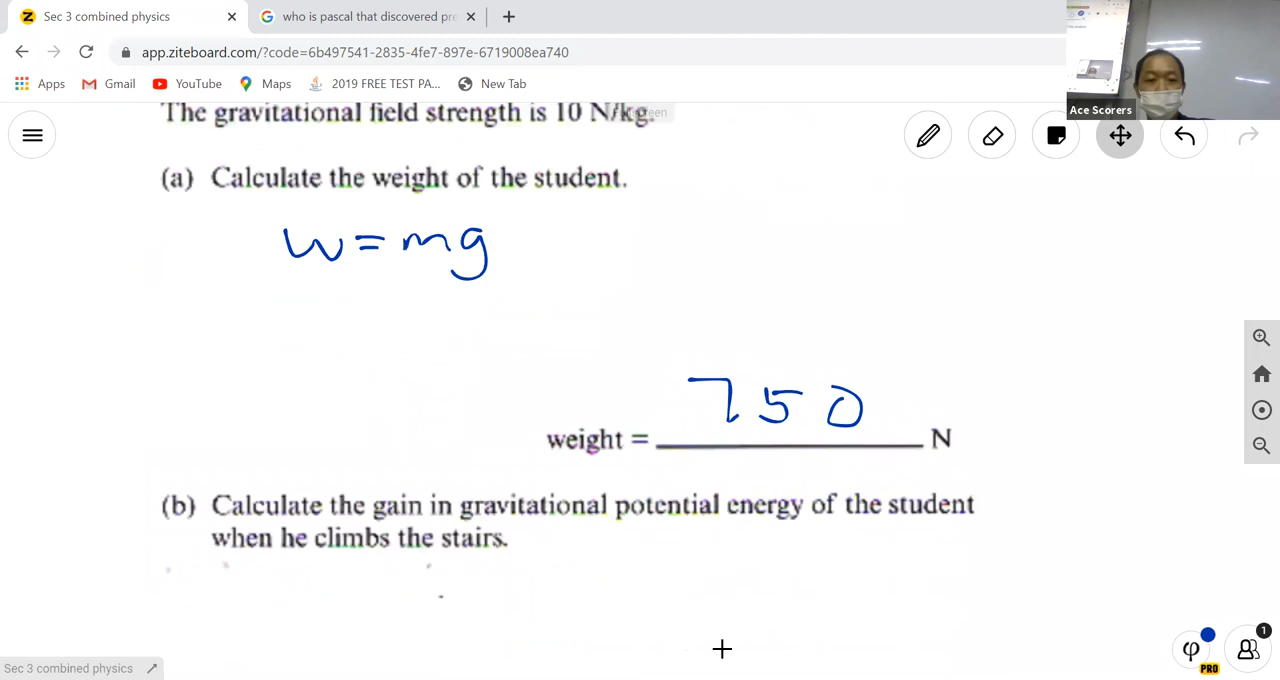 Sec 3 combined physics
who is pascal that discovered pre
app.ziteboard.com/?code=6b497541-2835-4fe7-897e-6719008ea740
Apps
Gmail
YouTube
Maps
2019 FREE TEST PA...
New Tab
Ace Scorers
The gravitational field strength is 10 N/kg.
(a) Calculate the weight of the student.
W = mg
750
weight = N
(b) Calculate the gain in gravitational potential energy of the student
when he climbs the stairs.
Sec 3 combined physics
1
PRO